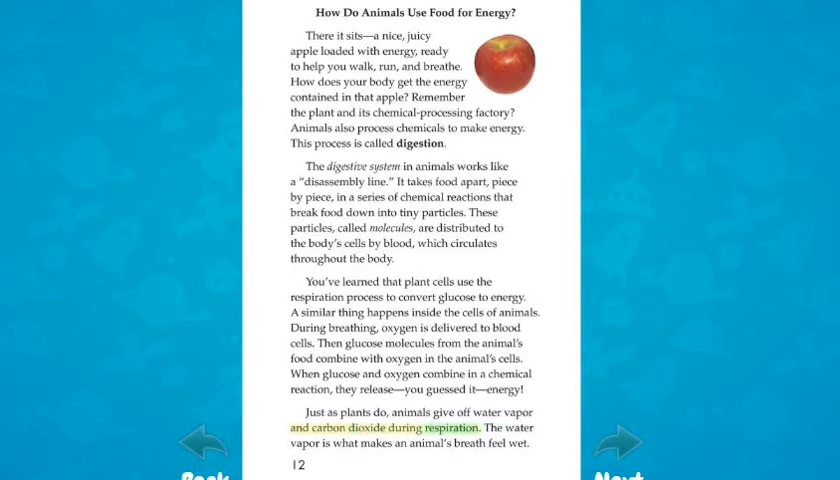 How Do Animals Use Food for Energy?
There it sits—a nice, juicy
apple loaded with energy, ready
to help you walk, run, and breathe.
How does your body get the energy
contained in that apple? Remember
the plant and its chemical-processing factory?
Animals also process chemicals to make energy.
This process is called digestion.
The digestive system in animals works like
a “disassembly line.” It takes food apart, piece
by piece, in a series of chemical reactions that
break food down into tiny particles. These
particles, called molecules, are distributed to
the body’s cells by blood, which circulates
throughout the body.
You’ve learned that plant cells use the
respiration process to convert glucose to energy.
A similar thing happens inside the cells of animals.
During breathing, oxygen is delivered to blood
cells. Then glucose molecules from the animal’s
food combine with oxygen in the animal’s cells.
When glucose and oxygen combine in a chemical
reaction, they release—you guessed it—energy!
Just as plants do, animals give off water vapor
and carbon dioxide during respiration. The water
vapor is what makes an animal’s breath feel wet.
12
Back
Next